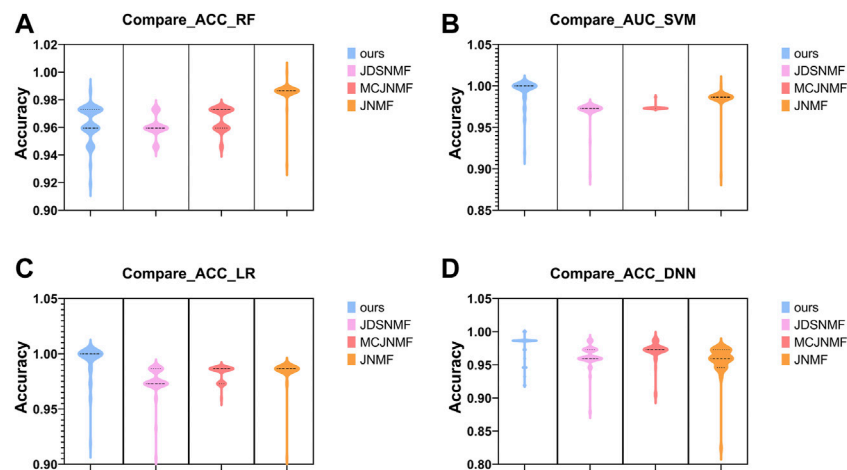 A
Compare_ACC_RF
Accuracy
1.02
1.00
0.98
0.96
0.94
0.92
0.90
ours
JDSNMF
MCJNMF
JNMF
B
Compare_AUC_SVM
Accuracy
1.05
1.00
0.95
0.90
0.85
ours
JDSNMF
MCJNMF
JNMF
C
Compare_ACC_LR
Accuracy
1.05
1.00
0.95
0.90
ours
JDSNMF
MCJNMF
JNMF
D
Compare_ACC_DNN
Accuracy
1.05
1.00
0.95
0.90
0.85
0.80
ours
JDSNMF
MCJNMF
JNMF